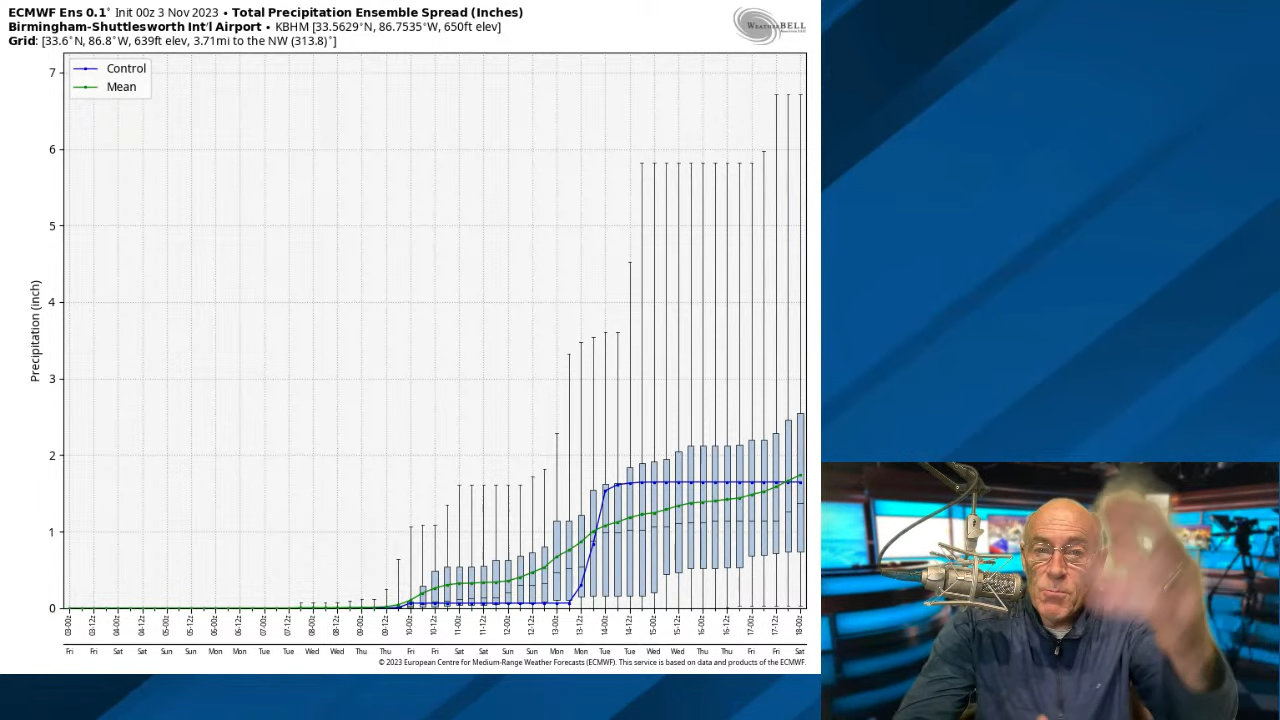 ECMWF Ens 0.1° Init 00z 3 Nov 2023 • Total Precipitation Ensemble Spread (Inches)
Birmingham-Shuttlesworth Int'l Airport • KBHM [33.5629°N, 86.7535°W, 650ft elev]
Grid: [33.6°N, 86.8°W, 639ft elev, 3.71mi to the NW (313.8)°]
WeatherBELL
Control
Mean
7
6
5
4
3
2
1
0
Precipitation (inch)
03-00z 03-12z 04-00z 04-12z 05-00z 05-12z 06-00z 06-12z 07-00z 07-12z 08-00z 08-12z 09-00z 09-12z 10-00z 10-12z 11-00z 11-12z 12-00z 12-12z 13-00z 13-12z 14-00z 14-12z 15-00z 15-12z 16-00z 16-12z 17-00z 17-12z 18-00z
Fri Fri Sat Sat Sun Sun Mon Mon Tue Tue Wed Wed Thu Thu Fri Fri Sat Sat Sun Sun Mon Mon Tue Tue Wed Wed Thu Thu Fri Fri Sat
© 2023 European Centre for Medium-Range Weather Forecasts (ECMWF). This service is based on data and products of the ECMWF.